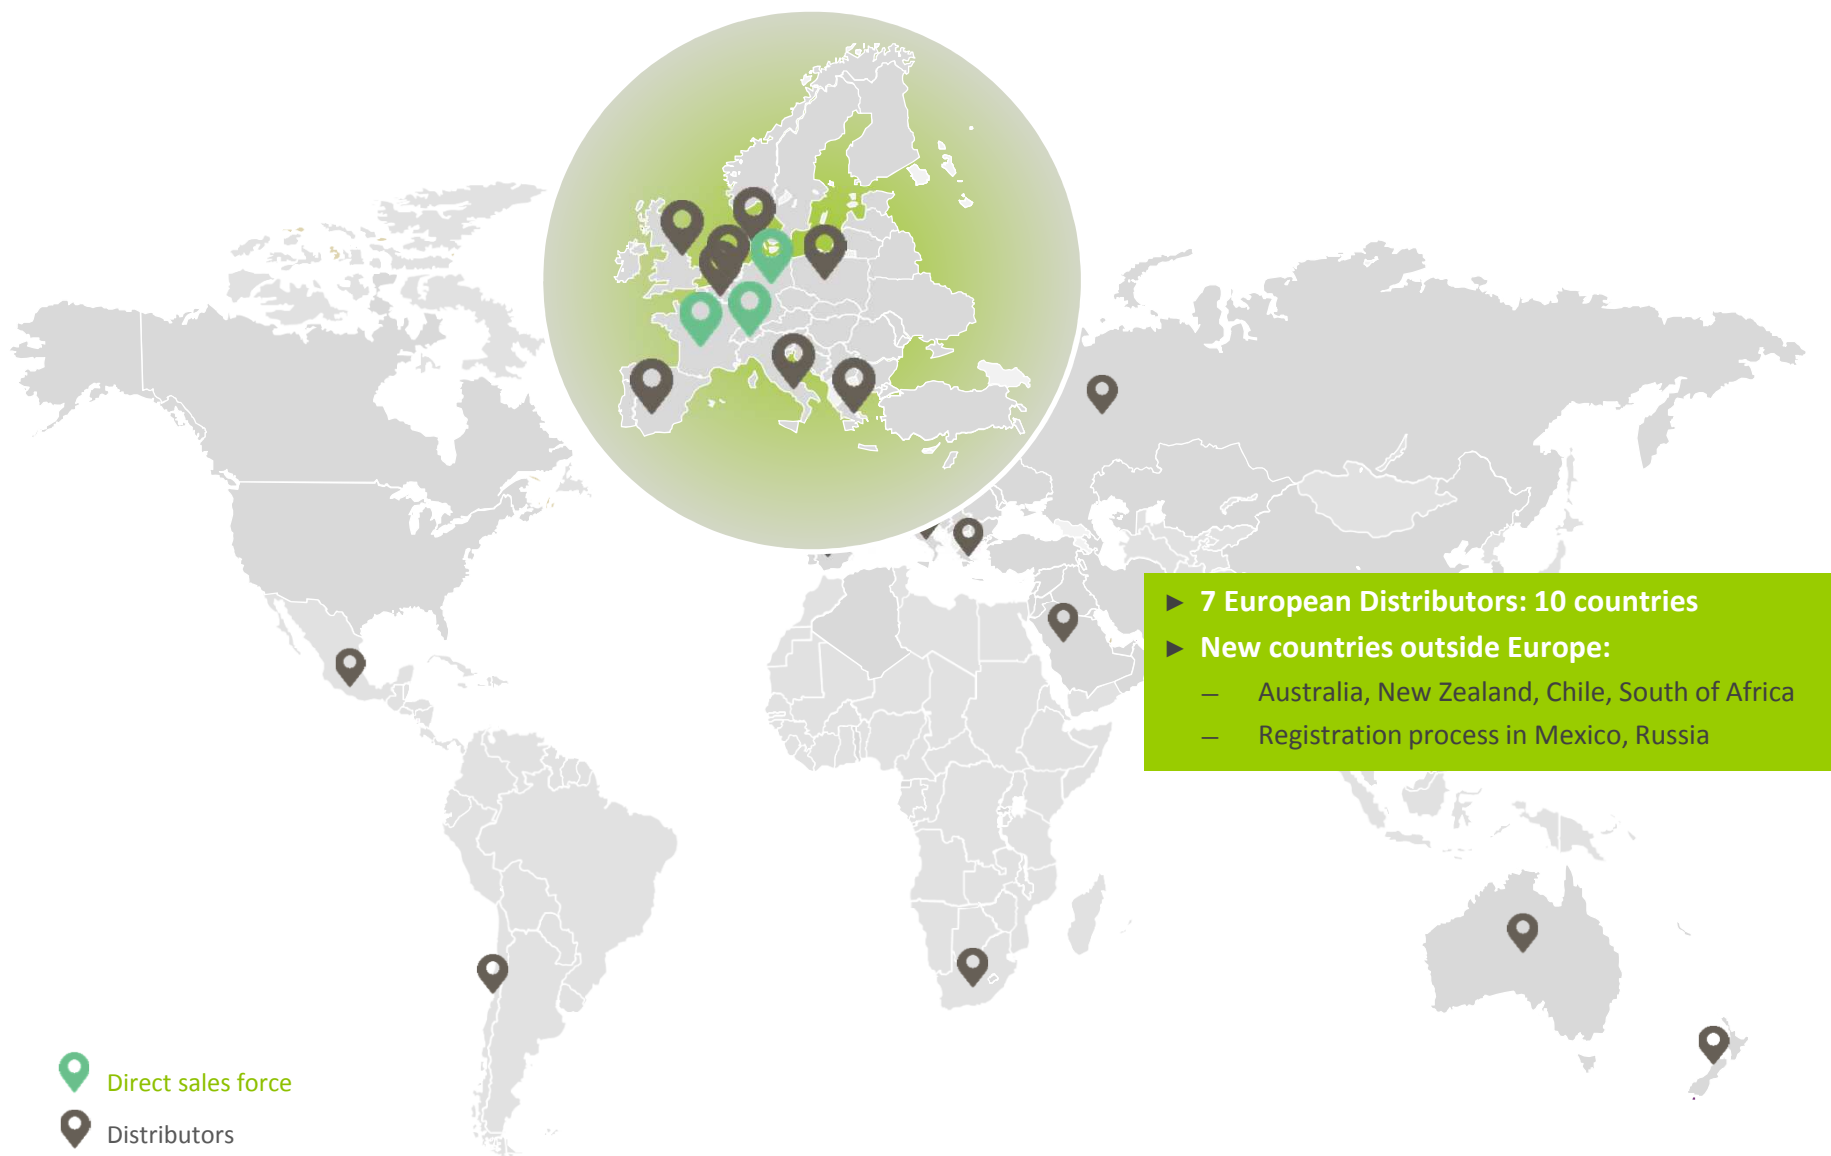 ► 7 European Distributors: 10 countries
► New countries outside Europe:
– Australia, New Zealand, Chile, South of Africa
– Registration process in Mexico, Russia
Direct sales force
Distributors